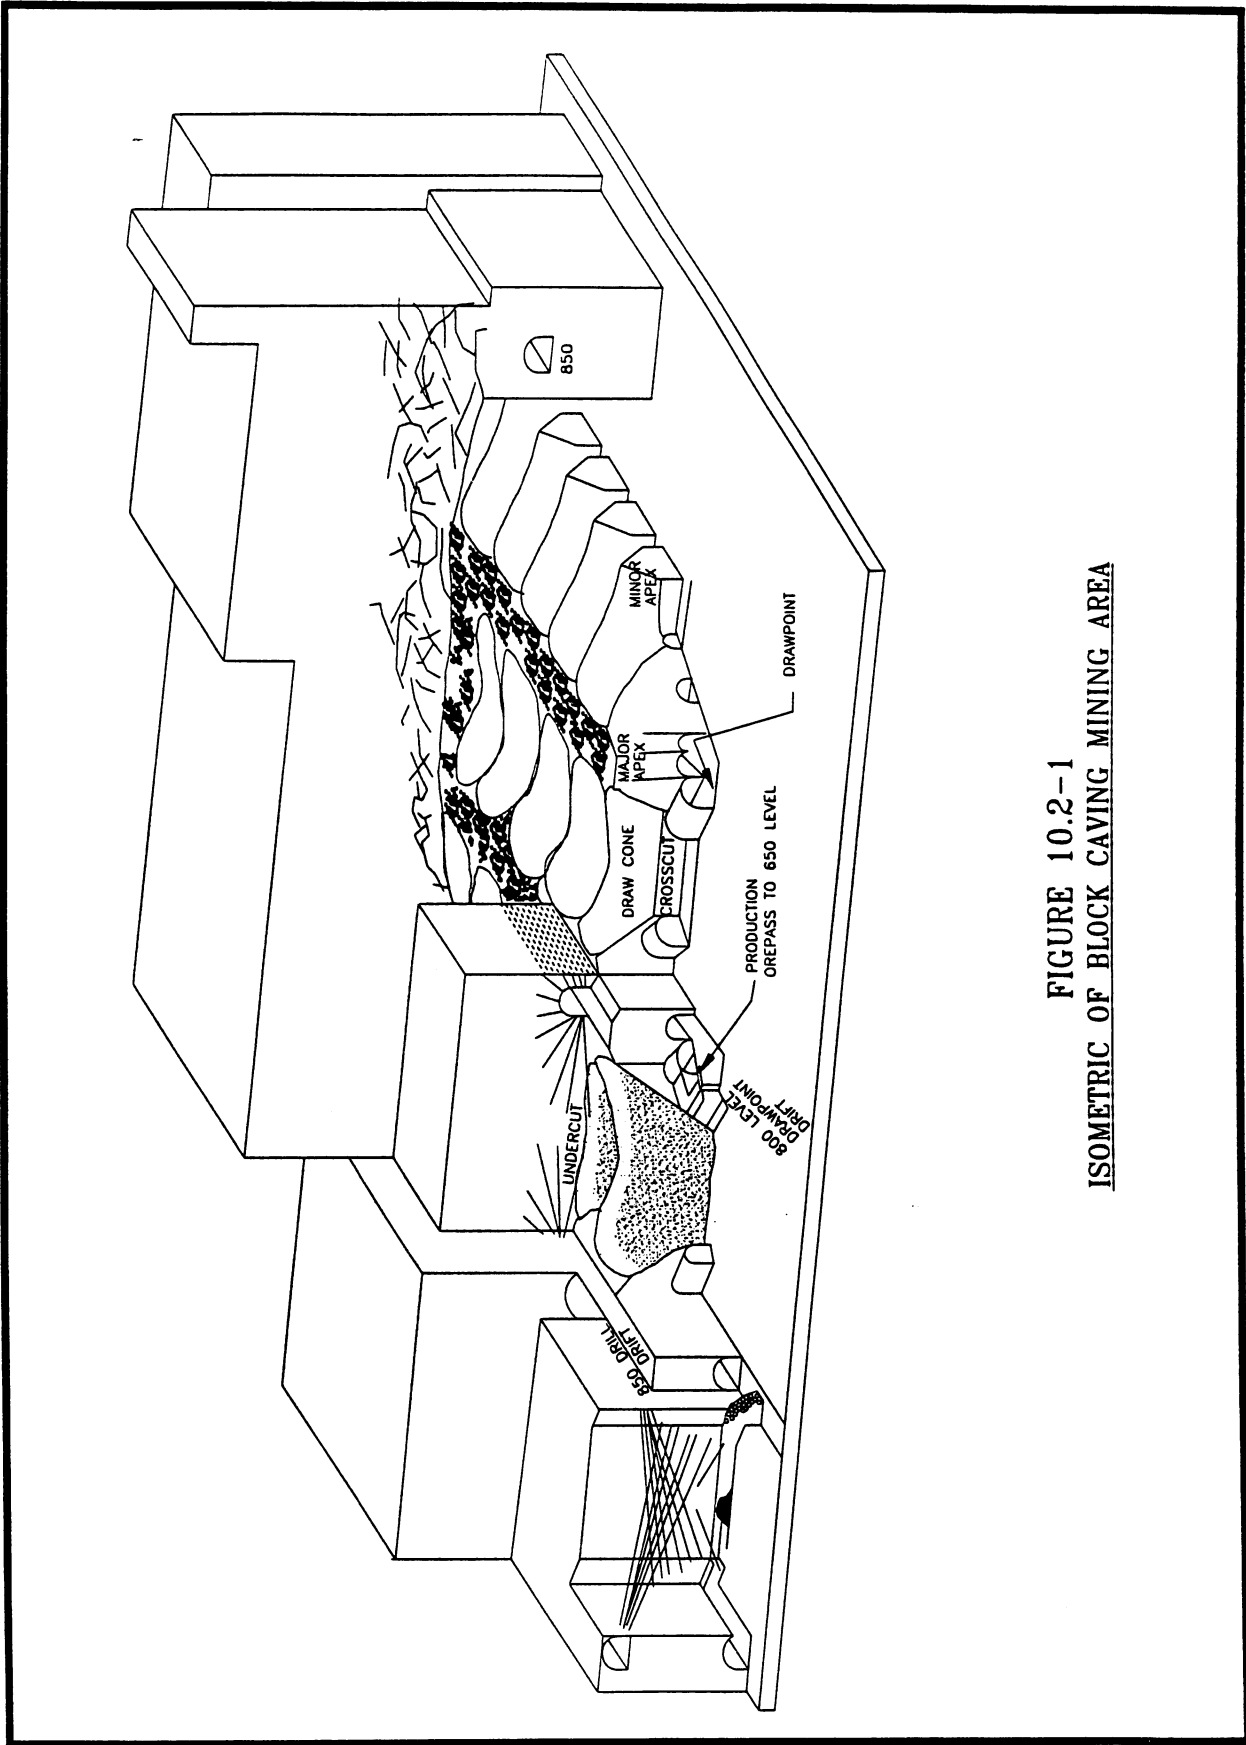 850 DRILL
DRIFT
UNDERCUT
800 LEVEL
DRAWPOINT
DRIFT
PRODUCTION
OREPASS TO 650 LEVEL
DRAW CONE
CROSSCUT
MAJOR
APEX
DRAWPOINT
MINOR
APEX
850
FIGURE 10.2-1
ISOMETRIC OF BLOCK CAVING MINING AREA